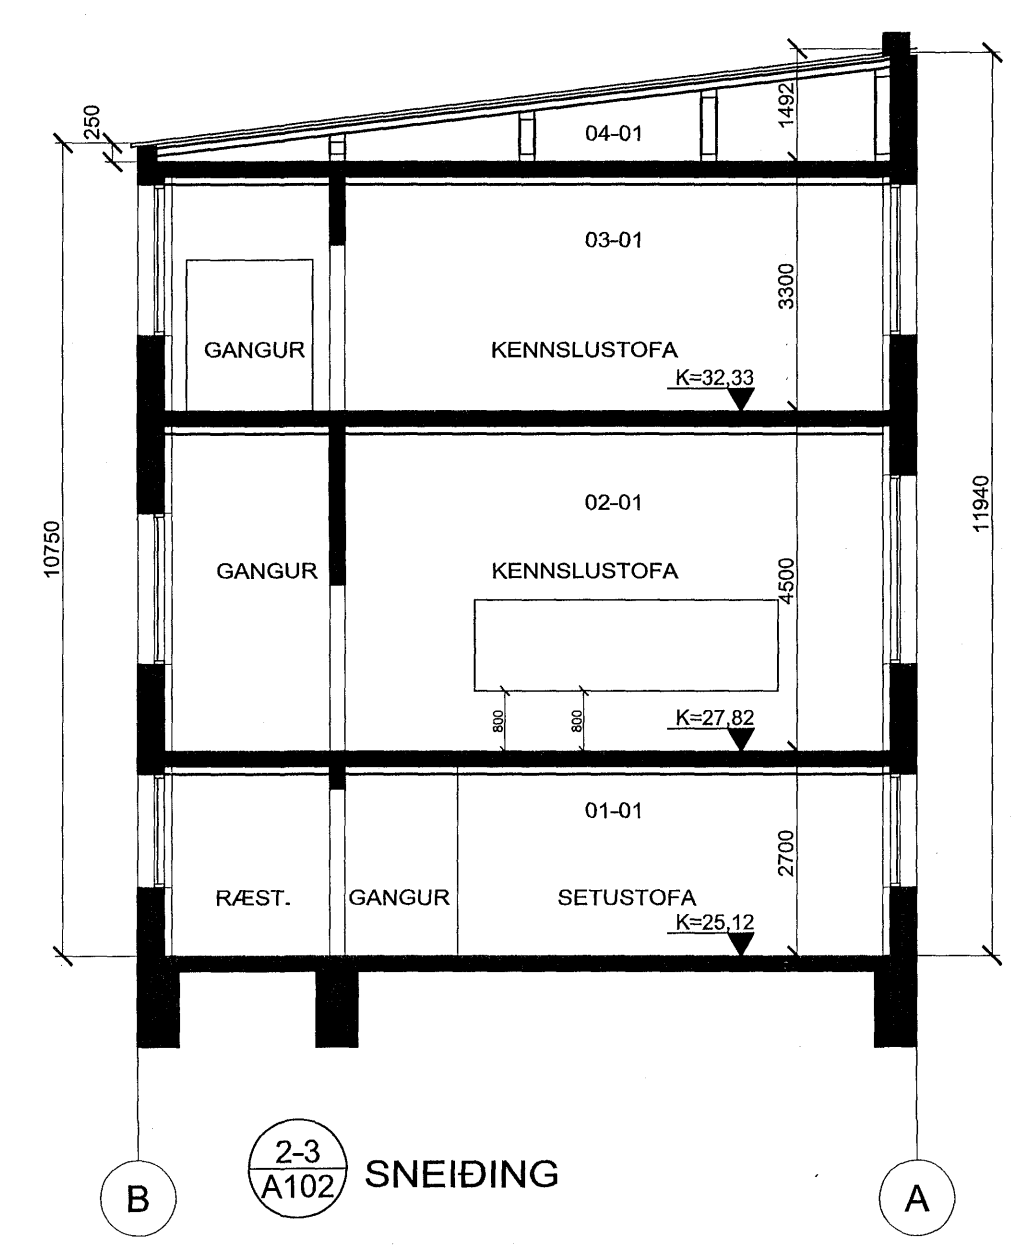 250
1492
04-01
03-01
3300
GANGUR
KENNSLUSTOFA
K=32,33
11940
02-01
10750
GANGUR
KENNSLUSTOFA
4500
800
800
K=27,82
01-01
2700
RÆST.
GANGUR
SETUSTOFA
K=25,12
2-3
A102
SNEIÐING
B
A